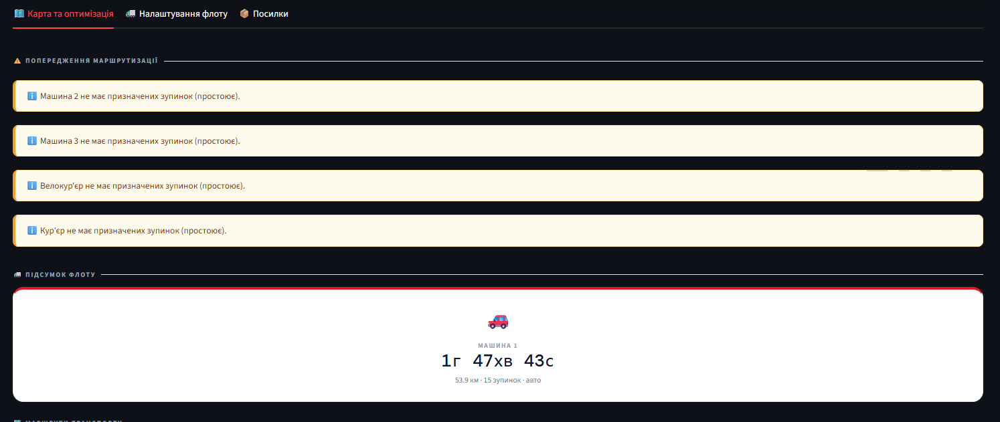 Карта та оптимізація
Налаштування флоту
Посилки
ПОПЕРЕДЖЕННЯ МАРШРУТИЗАЦІЇ
Машина 2 не має призначених зупинок (простоює).
Машина 3 не має призначених зупинок (простоює).
Велокур'єр не має призначених зупинок (простоює).
Кур'єр не має призначених зупинок (простоює).
ПІДСУМОК ФЛОТУ
МАШИНА 1
1г 47хв 43с
53.9 км · 15 зупинок · авто
МАРШРУТИ ТРАНСПОРТУ